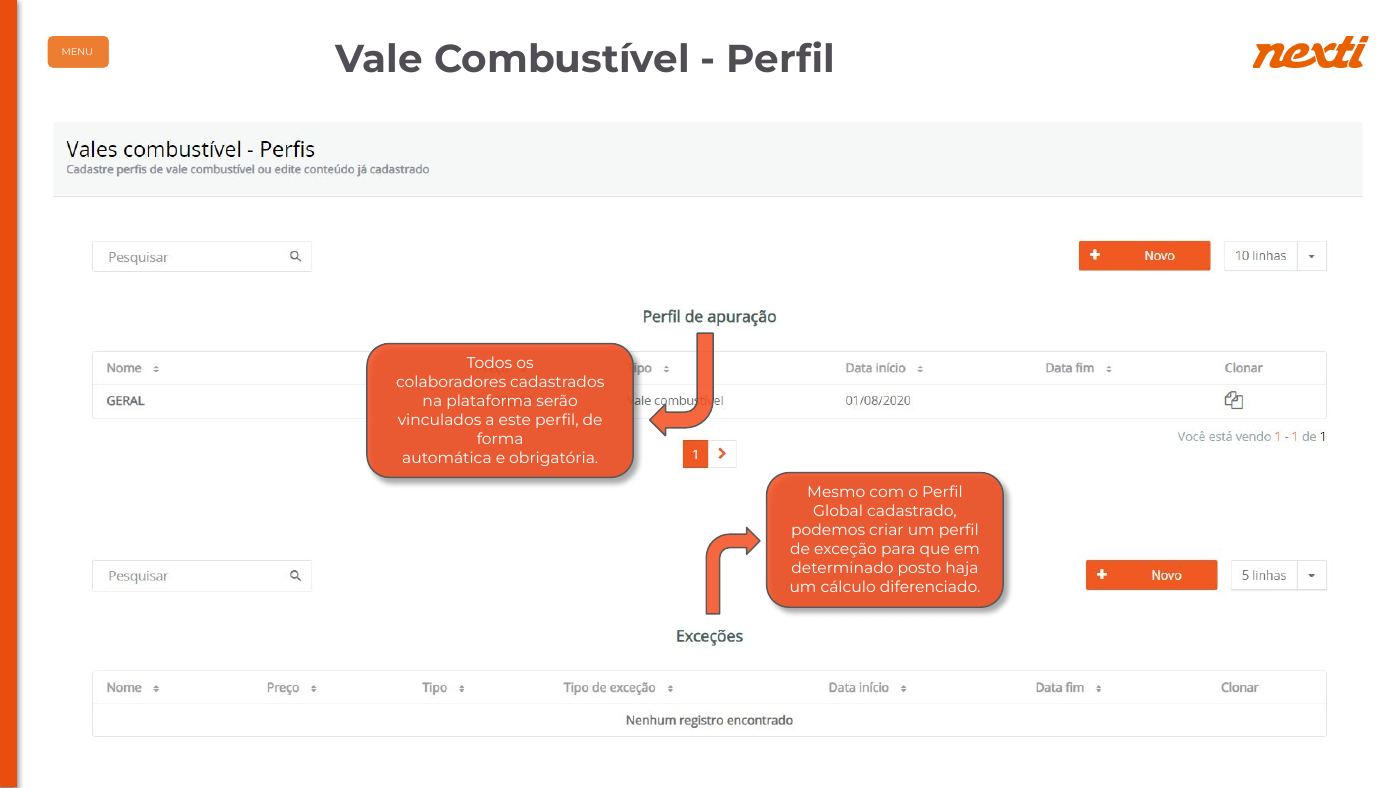 MENU
Vale Combustível - Perfil
nexti
Vales combustível - Perfis
Cadastre perfis de vale combustível ou edite conteúdo já cadastrado
Pesquisar
Novo
10 linhas
Perfil de apuração
Nome
Data início
Data fim
Clonar
GERAL
01/08/2020
Todos os
colaboradores cadastrados
na plataforma serão
vinculados a este perfil, de
forma
automática e obrigatória.
Você está vendo 1 - 1 de 1
1
Mesmo com o Perfil
Global cadastrado,
podemos criar um perfil
de exceção para que em
determinado posto haja
um cálculo diferenciado.
Pesquisar
Novo
5 linhas
Exceções
Nome Preço Tipo Tipo de exceção Data início Data fim Clonar
Nenhum registro encontrado